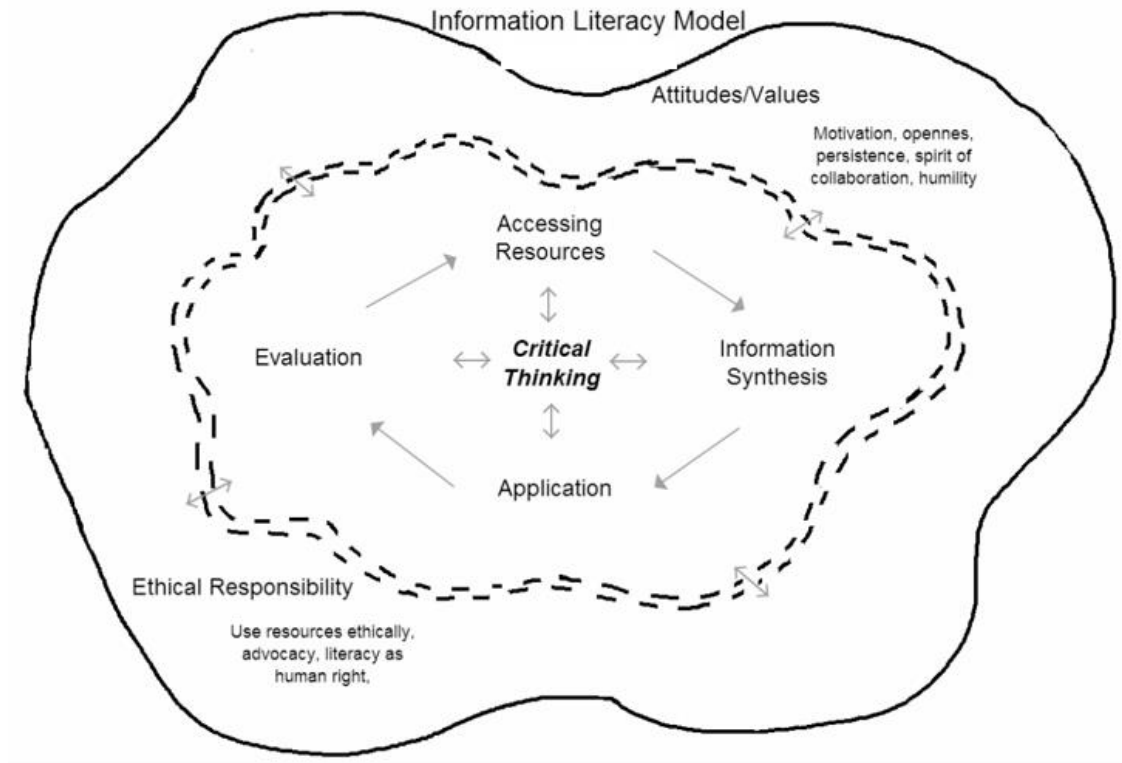 Information Literacy Model
Attitudes/Values
Motivation, opennes,
persistence, spirit of
collaboration, humility
Accessing
Resources
Evaluation
Critical
Thinking
Information
Synthesis
Application
Ethical Responsibility
Use resources ethically,
advocacy, literacy as
human right,